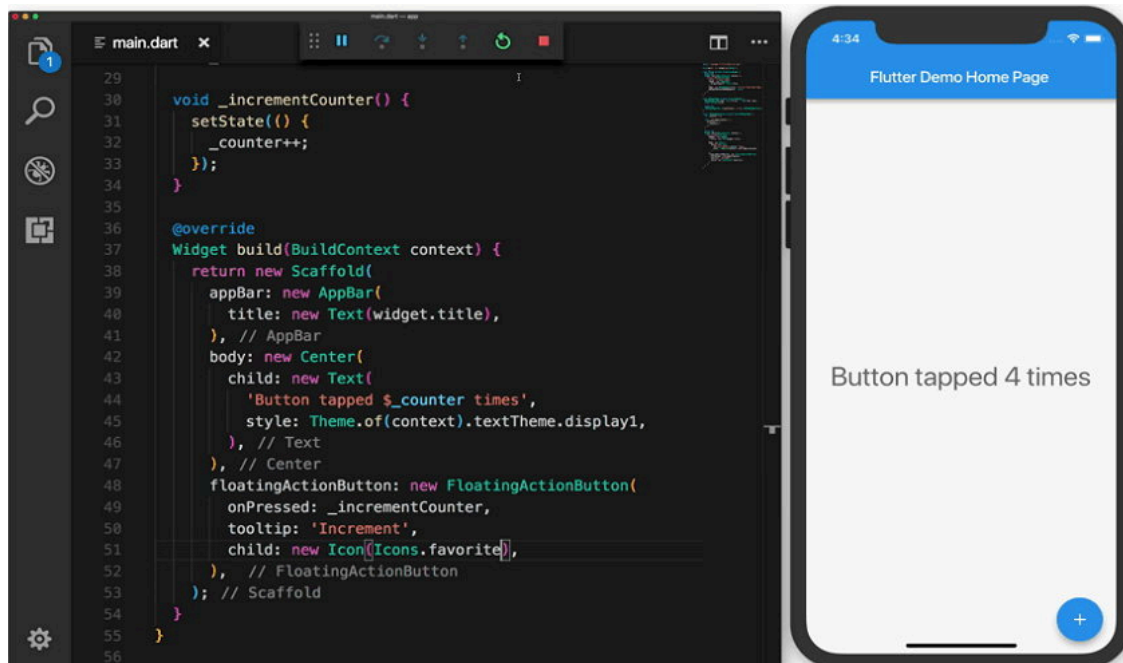 main.dart — app
main.dart ×
1
29
30 void _incrementCounter() {
31 setState(() {
32 _counter++;
33 });
34 }
35
36 @override
37 Widget build(BuildContext context) {
38 return new Scaffold(
39 appBar: new AppBar(
40 title: new Text(widget.title),
41 ), // AppBar
42 body: new Center(
43 child: new Text(
44 'Button tapped $_counter times',
45 style: Theme.of(context).textTheme.display1,
46 ), // Text
47 ), // Center
48 floatingActionButton: new FloatingActionButton(
49 onPressed: _incrementCounter,
50 tooltip: 'Increment',
51 child: new Icon(Icons.favorite),
52 ), // FloatingActionButton
53 ); // Scaffold
54 }
55 }
56
4:34
Flutter Demo Home Page
Button tapped 4 times
+